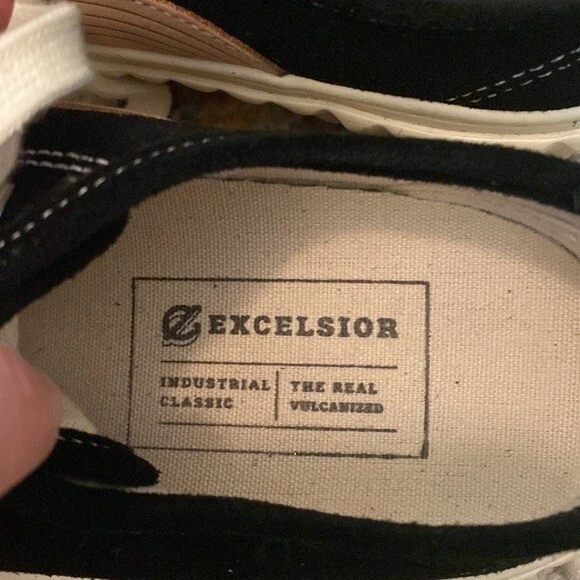 EXCELSIOR
INDUSTRIAL CLASSIC
THE REAL VULCANIZED